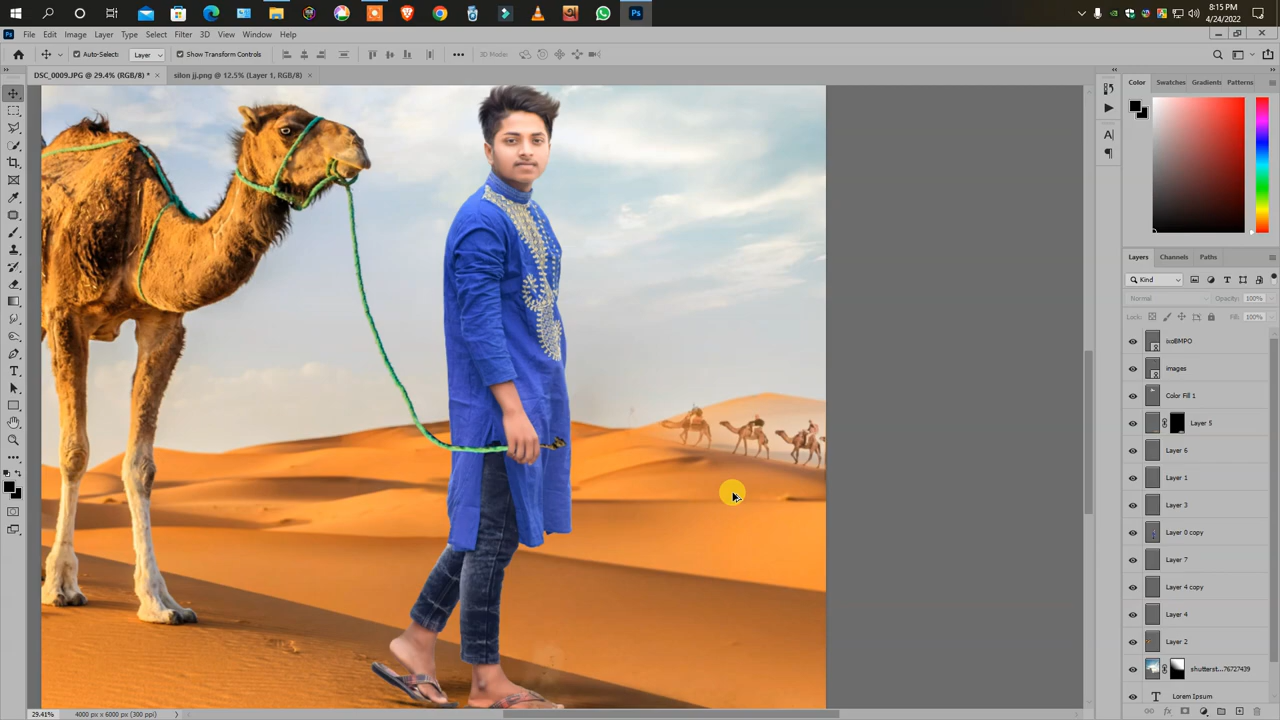 8:15 PM
4/24/2022
File Edit Image Layer Type Select Filter 3D View Window Help
Auto-Select: Layer Show Transform Controls 3D Mode:
DSC_0009.JPG @ 29.4% (RGB/8) * × silon jj.png @ 12.5% (Layer 1, RGB/8) ×
Color Swatches Gradients Patterns
Layers Channels Paths
Kind
Normal Opacity: 100%
Lock: Fill: 100%
images
Color Fill 1
Layer 5
Layer 6
Layer 1
Layer 3
Layer 0 copy
Layer 7
Layer 4 copy
Layer 4
Layer 2
shutterst...76727439
Lorem Ipsum
29.41% 4000 px x 6000 px (300 ppi)